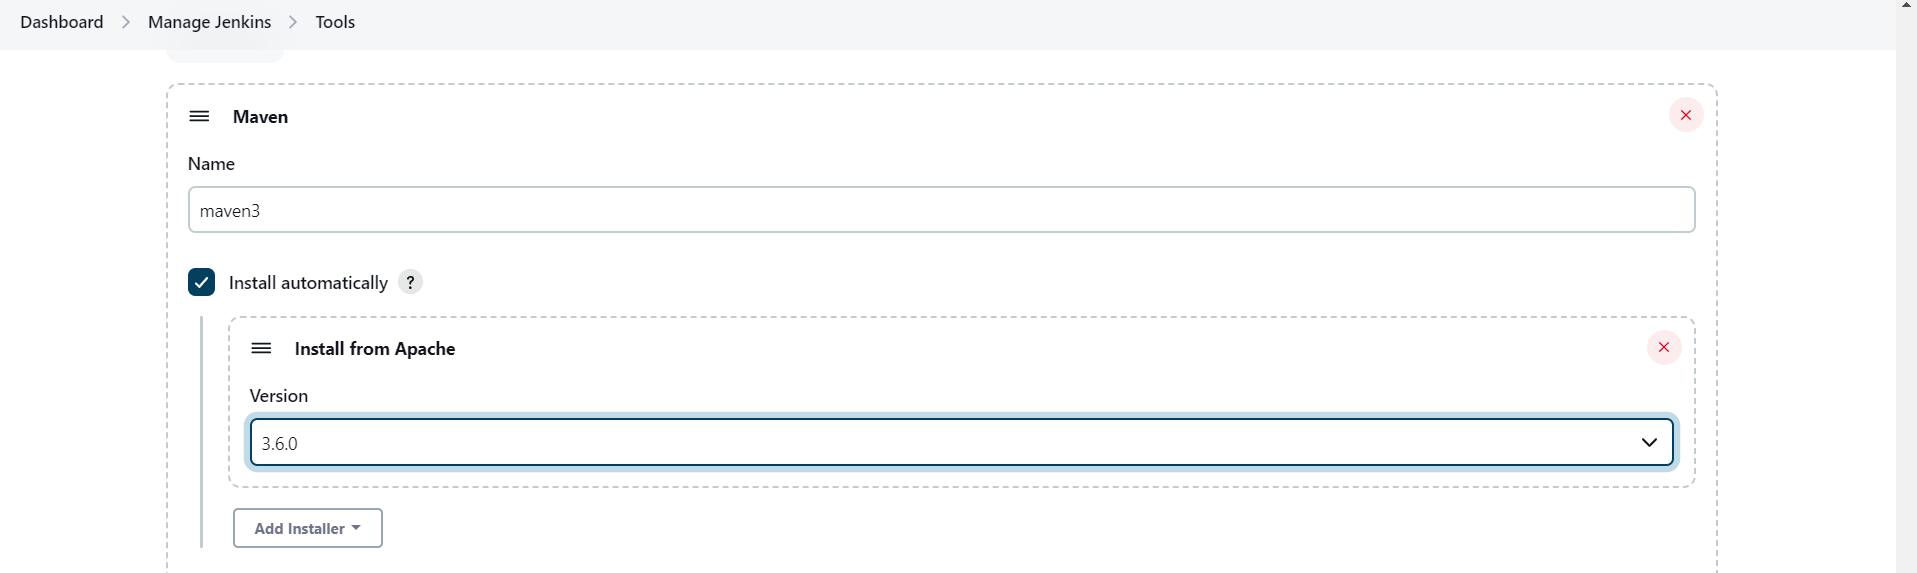 Dashboard > Manage Jenkins > Tools
Maven
Name
maven3
Install automatically ?
Install from Apache
Version
3.6.0
Add Installer